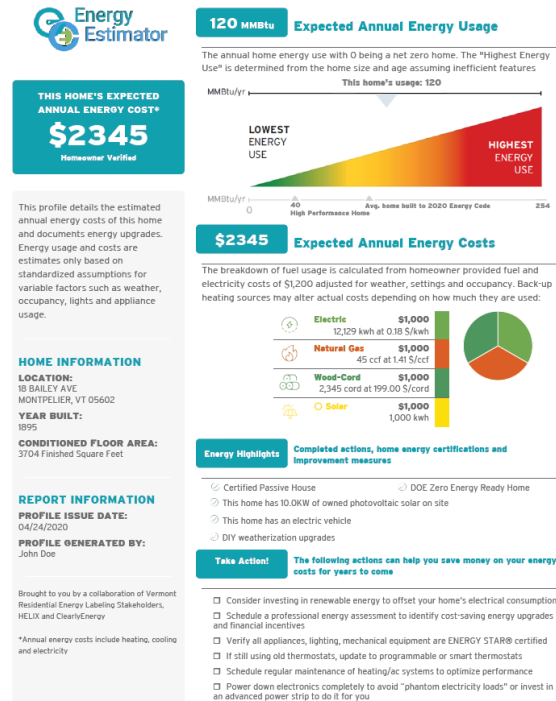 Energy
Estimator
THIS HOME'S EXPECTED
ANNUAL ENERGY COST*
$2345
Homeowner Verified
This profile details the estimated
annual energy costs of this home
and documents energy upgrades.
Energy usage and costs are
estimates only based on
standardized assumptions for
variable factors such as weather,
occupancy, lights and appliance
usage.
HOME INFORMATION
LOCATION:
18 BAILEY AVE
MONTPELIER, VT 05602
YEAR BUILT:
1895
CONDITIONED FLOOR AREA:
3704 Finished Square Feet
REPORT INFORMATION
PROFILE ISSUE DATE:
04/24/2020
PROFILE GENERATED BY:
John Doe
Brought to you by a collaboration of Vermont
Residential Energy Labeling Stakeholders,
HELIX and ClearlyEnergy
*Annual energy costs include heating, cooling
and electricity
120 MMBtu Expected Annual Energy Usage
The annual home energy use with 0 being a net zero home. The "Highest Energy
Use" is determined from the home size and age assuming inefficient features
This home's usage: 120
MMBtu/yr
LOWEST
ENERGY
USE
HIGHEST
ENERGY
USE
MMBtu/yr
0
40
High Performance Home
Avg. home built to 2020 Energy Code
254
$2345 Expected Annual Energy Costs
The breakdown of fuel usage is calculated from homeowner provided fuel and
electricity costs of $1,200 adjusted for weather, settings and occupancy. Back-up
heating sources may alter actual costs depending on how much they are used:
Electric $1,000
12,129 kwh at 0.18 $/kwh
Natural Gas $1,000
45 ccf at 1.41 $/ccf
Wood-Cord $1,000
2,345 cord at 199.00 $/cord
Solar $1,000
1,000 kwh
Energy Highlights
Completed actions, home energy certifications and
improvement measures
Certified Passive House
DOE Zero Energy Ready Home
This home has 10.0KW of owned photovoltaic solar on site
This home has an electric vehicle
DIY weatherization upgrades
Take Action!
The following actions can help you save money on your energy
costs for years to come
Consider investing in renewable energy to offset your home's electrical consumption
Schedule a professional energy assessment to identify cost-saving energy upgrades
and financial incentives
Verify all appliances, lighting, mechanical equipment are ENERGY STAR® certified
If still using old thermostats, update to programmable or smart thermostats
Schedule regular maintenance of heating/ac systems to optimize performance
Power down electronics completely to avoid "phantom electricity loads" or invest in
an advanced power strip to do it for you